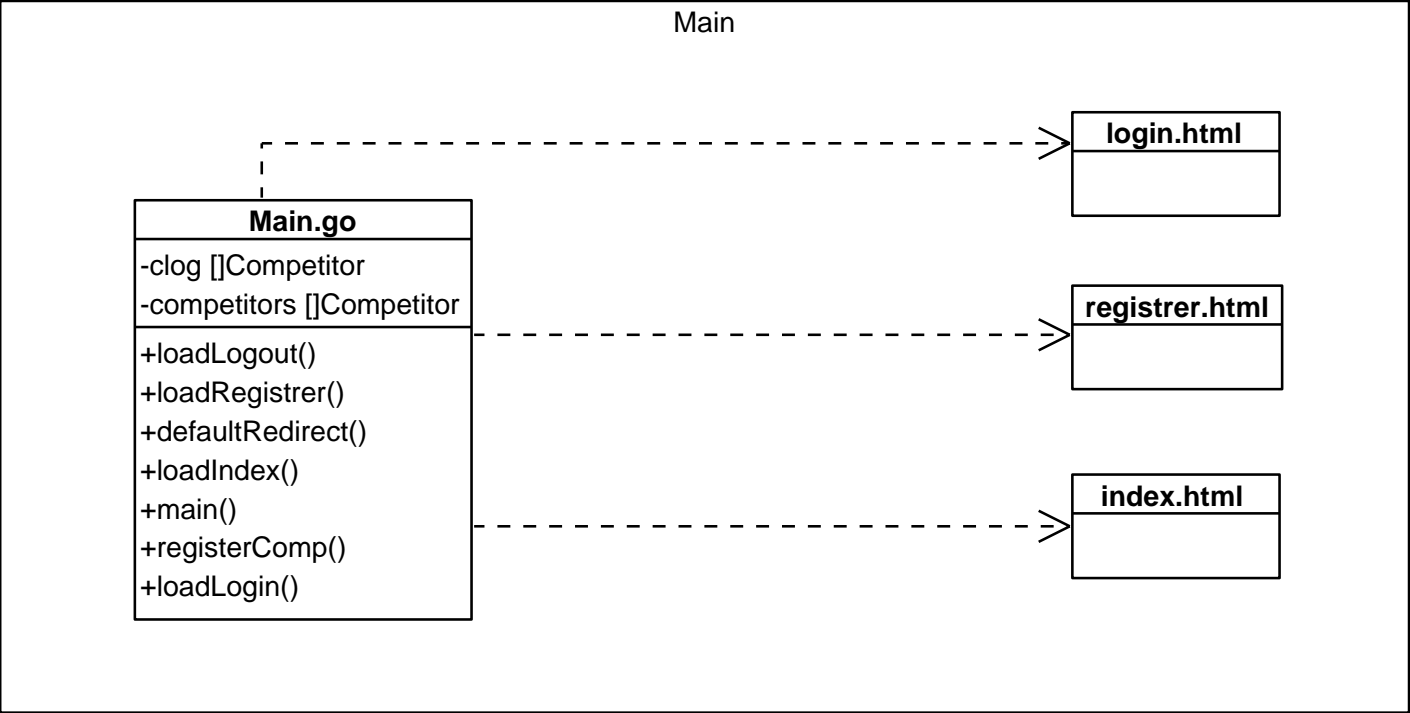 Main
login.html
Main.go
-clog []Competitor
-competitors []Competitor
+loadLogout()
+loadRegistrer()
+defaultRedirect()
+loadIndex()
+main()
+registerComp()
+loadLogin()
registrer.html
index.html